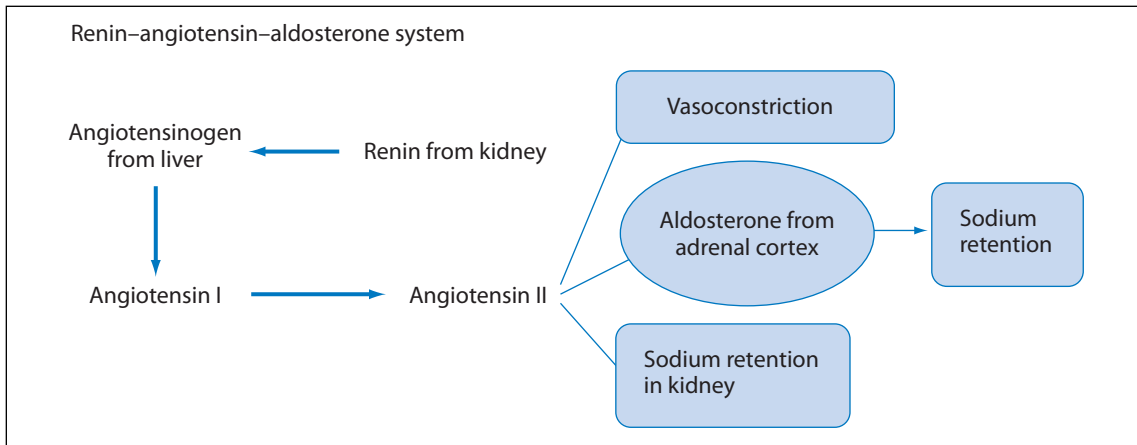 Renin–angiotensin–aldosterone system
Vasoconstriction
Angiotensinogen
from liver
Renin from kidney
Aldosterone from
adrenal cortex
Sodium
retention
Angiotensin I
Angiotensin II
Sodium retention
in kidney